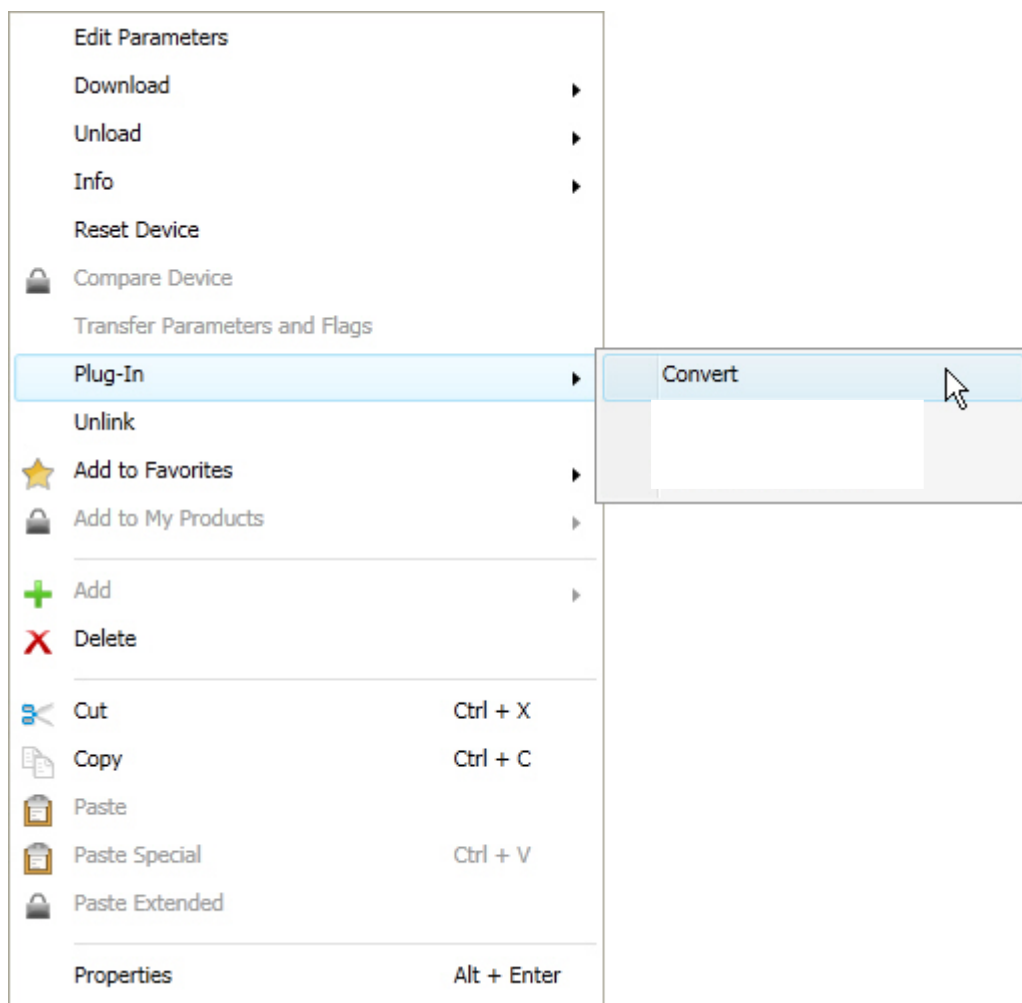 Edit Parameters
Download
Unload
Info
Reset Device
Compare Device
Transfer Parameters and Flags
Plug-In
Convert
Unlink
Add to Favorites
Add to My Products
Add
Delete
Cut Ctrl + X
Copy Ctrl + C
Paste
Paste Special Ctrl + V
Paste Extended
Properties Alt + Enter